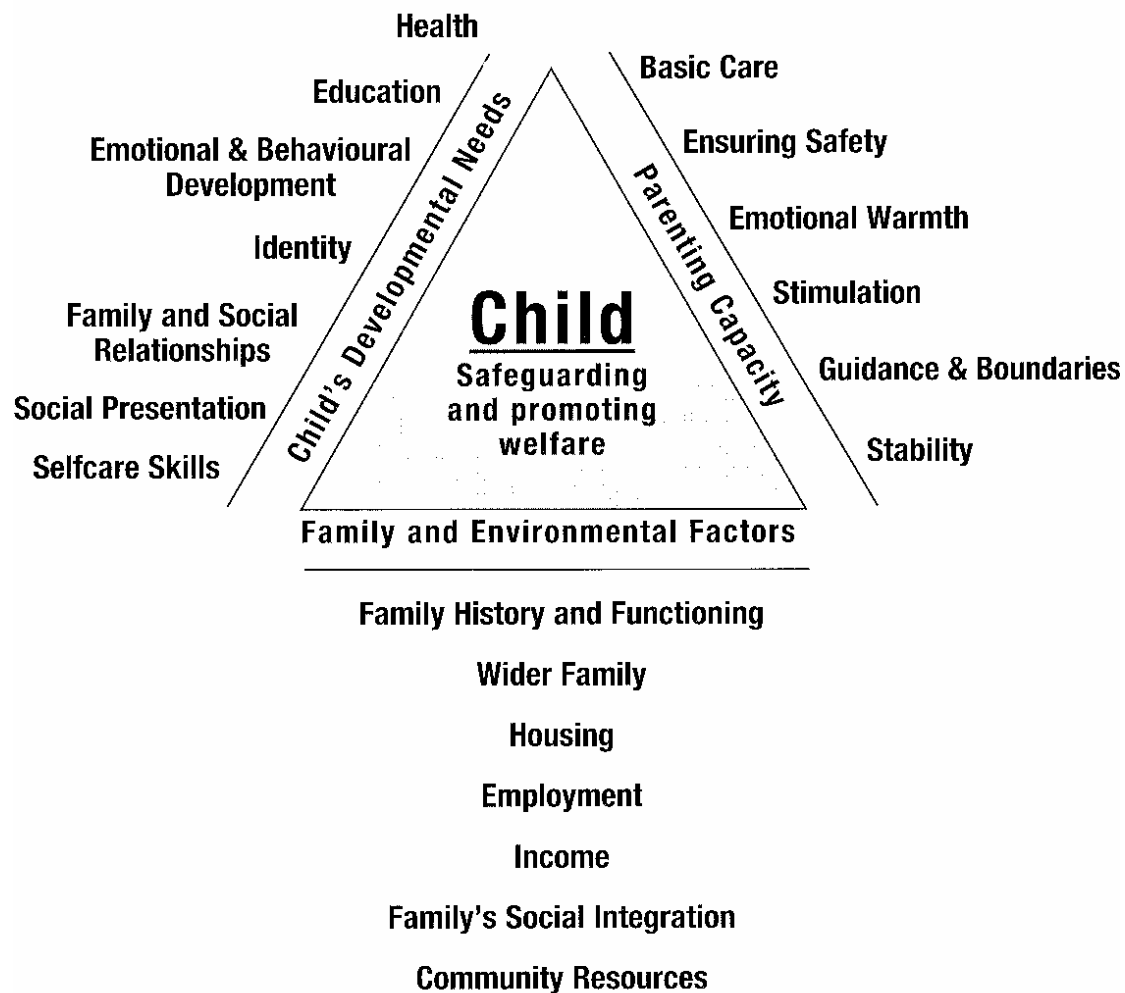 Health
Education
Emotional & Behavioural
Development
Identity
Family and Social
Relationships
Social Presentation
Selfcare Skills
Child's Developmental Needs
Child
Safeguarding
and promoting
welfare
Parenting Capacity
Basic Care
Ensuring Safety
Emotional Warmth
Stimulation
Guidance & Boundaries
Stability
Family and Environmental Factors
Family History and Functioning
Wider Family
Housing
Employment
Income
Family's Social Integration
Community Resources